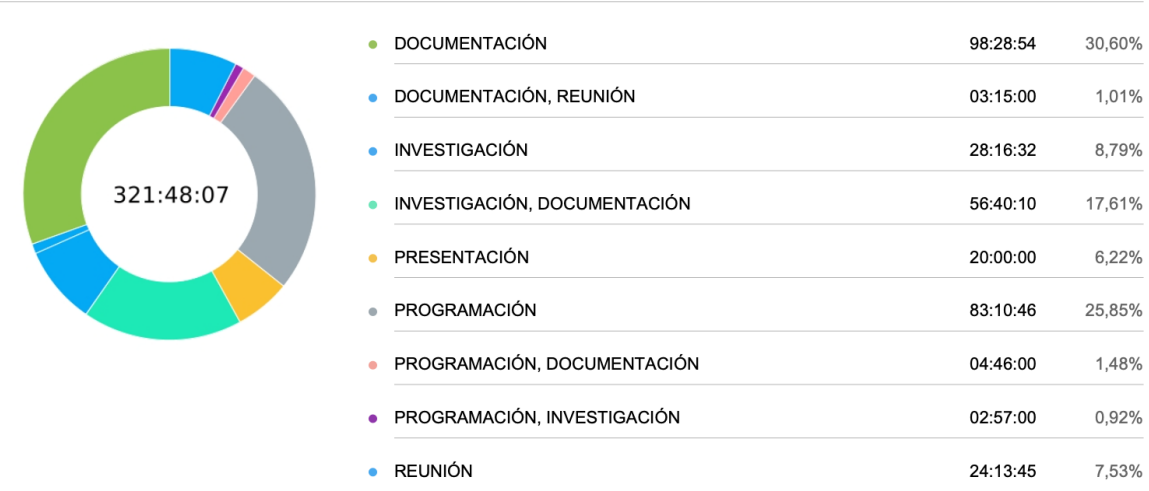 321:48:07
DOCUMENTACIÓN 98:28:54 30,60%
DOCUMENTACIÓN, REUNIÓN 03:15:00 1,01%
INVESTIGACIÓN 28:16:32 8,79%
INVESTIGACIÓN, DOCUMENTACIÓN 56:40:10 17,61%
PRESENTACIÓN 20:00:00 6,22%
PROGRAMACIÓN 83:10:46 25,85%
PROGRAMACIÓN, DOCUMENTACIÓN 04:46:00 1,48%
PROGRAMACIÓN, INVESTIGACIÓN 02:57:00 0,92%
REUNIÓN 24:13:45 7,53%